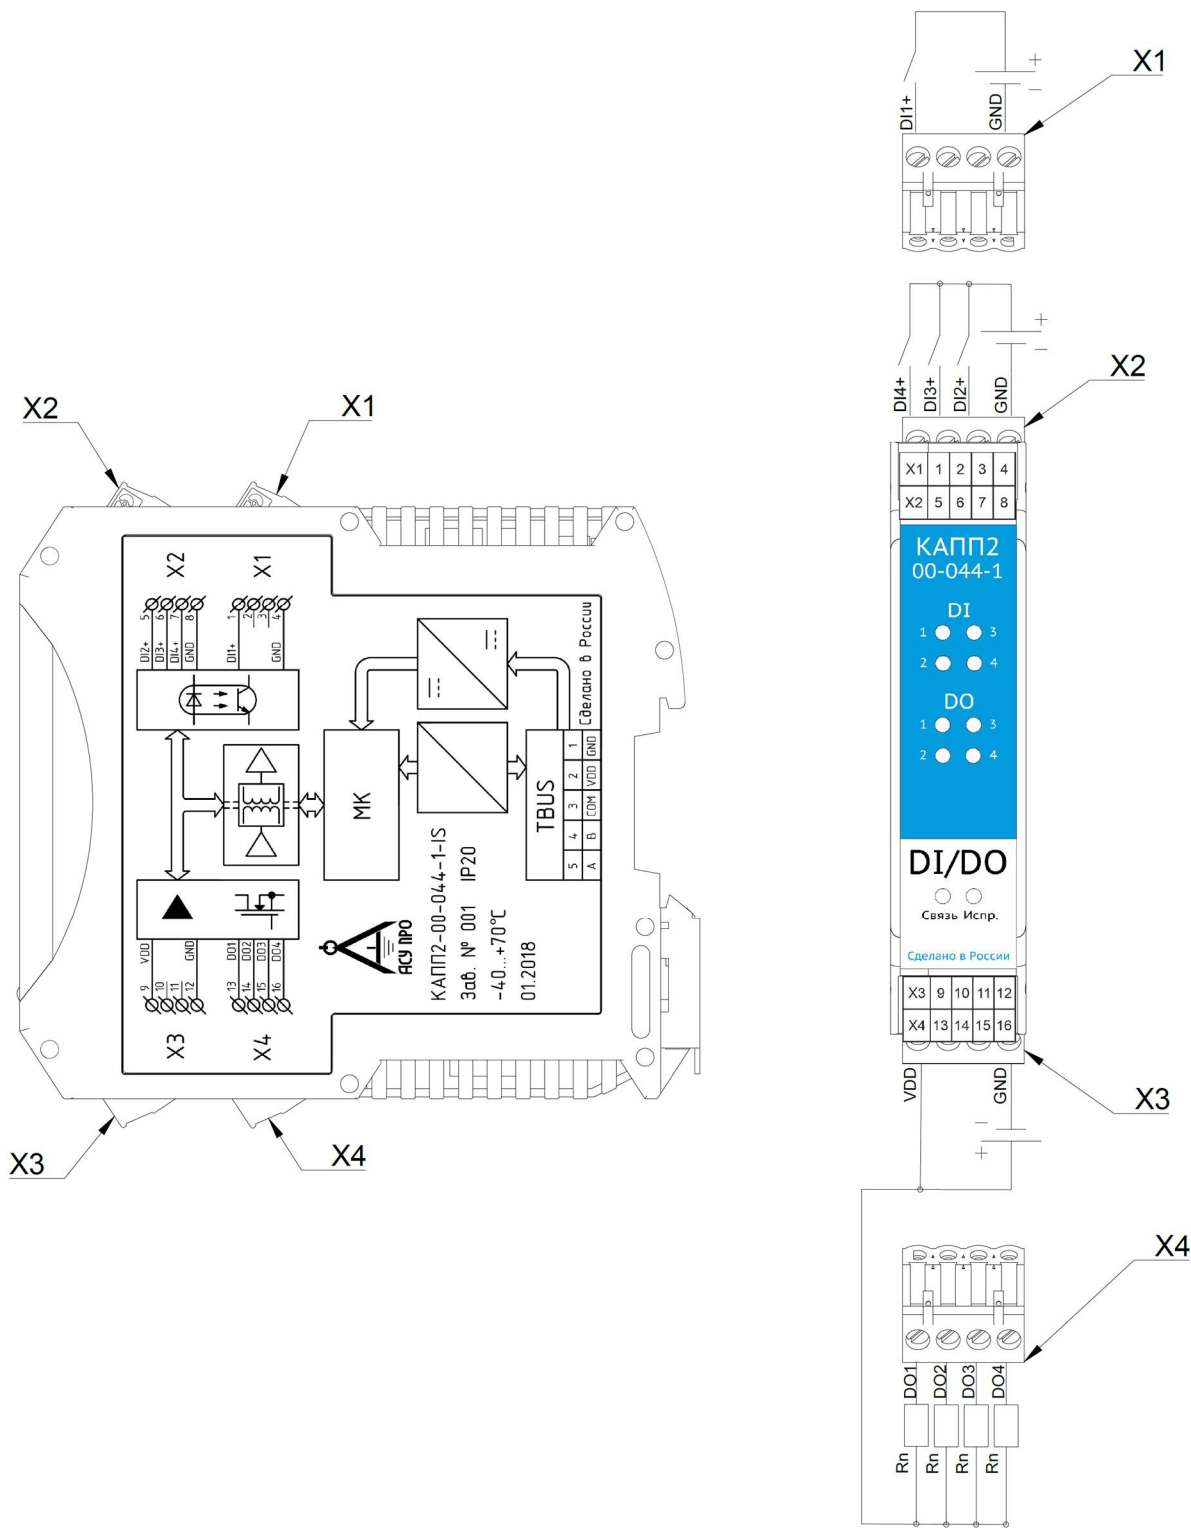 X2
X1
X2
X1
5
6
7
8
1
2
3
4
DI2+
DI3+
DI4+
GND
DI1+
GND
МК
TBUS
5 4 3 2 1
A B COM VDD GND
Сделано в России
VDD
GND
DO1
DO2
DO3
DO4
9
10
11
12
13
14
15
16
X3
X4
АСУ ПРО
КАПП2-00-044-1-IS
Зав. № 001 IP20
-40...+70°C
01.2018
X3
X4
+
-
DI1+
GND
X1
+
-
DI4+
DI3+
DI2+
GND
X2
X1 1 2 3 4
X2 5 6 7 8
КАПП2
00-044-1
DI
1 3
2 4
DO
1 3
2 4
DI/DO
Связь Испр.
Сделано в России
X3 9 10 11 12
X4 13 14 15 16
VDD
GND
X3
-
+
X4
DO1
DO2
DO3
DO4
Rn
Rn
Rn
Rn